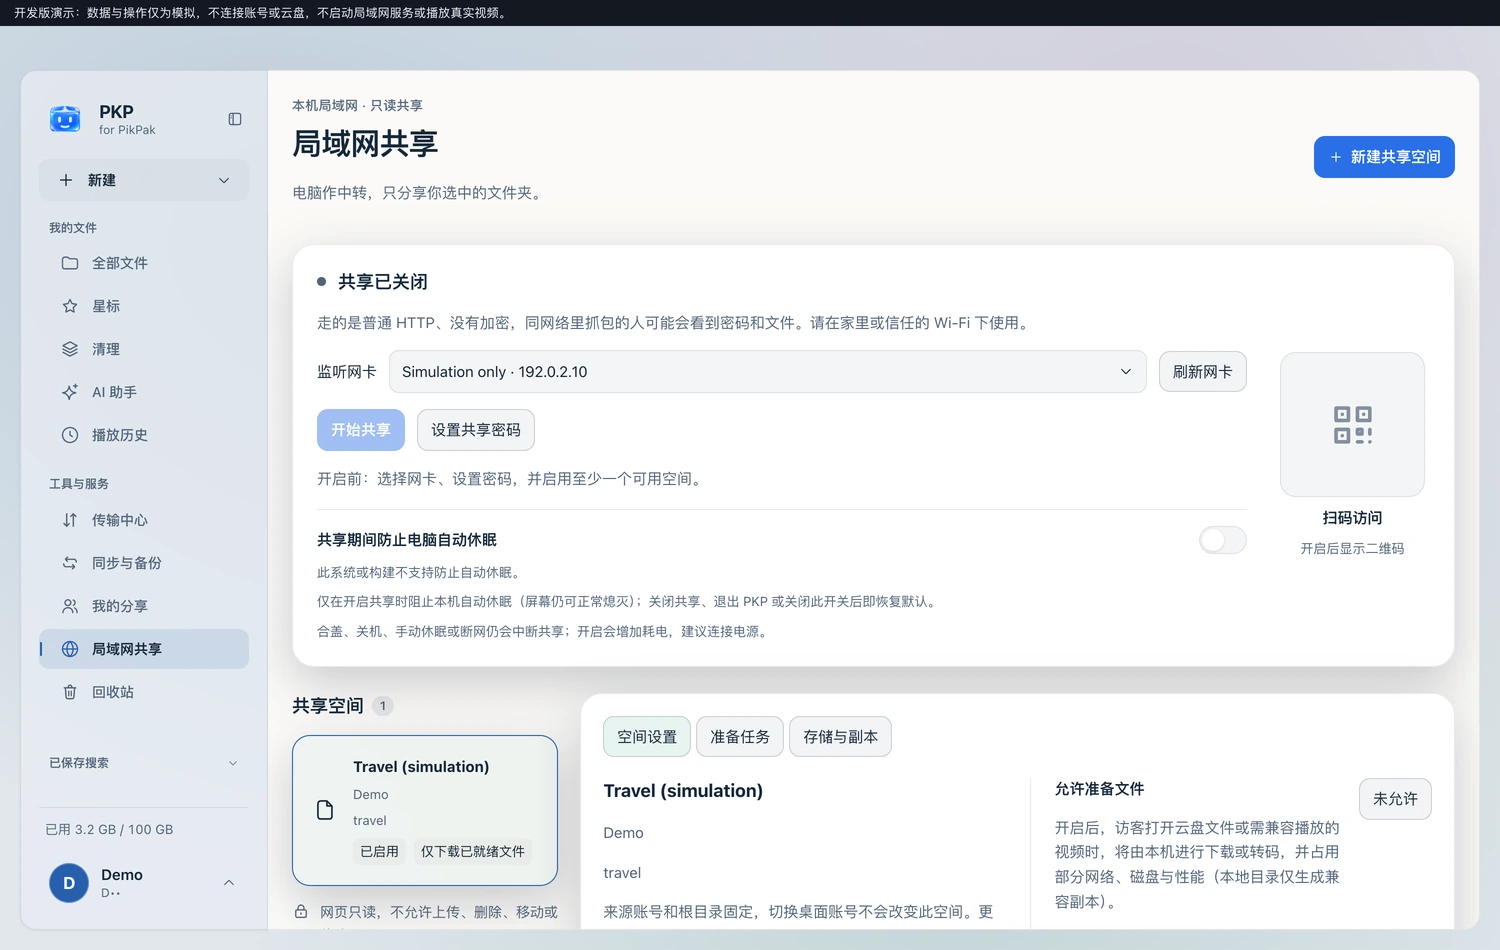 开发版演示：数据与操作仅为模拟，不连接账号或云盘，不启动局域网服务或播放真实视频。
PKP
for PikPak
新建
我的文件
全部文件
星标
清理
AI 助手
播放历史
工具与服务
传输中心
同步与备份
我的分享
局域网共享
回收站
已保存搜索
已用 3.2 GB / 100 GB
D
Demo
D··
本机局域网 · 只读共享
局域网共享
电脑作中转，只分享你选中的文件夹。
新建共享空间
共享已关闭
走的是普通 HTTP、没有加密，同网络里抓包的人可能会看到密码和文件。请在家里或信任的 Wi-Fi 下使用。
监听网卡
Simulation only · 192.0.2.10
刷新网卡
开始共享
设置共享密码
开启前：选择网卡、设置密码，并启用至少一个可用空间。
扫码访问
开启后显示二维码
共享期间防止电脑自动休眠
此系统或构建不支持防止自动休眠。
仅在开启共享时阻止本机自动休眠（屏幕仍可正常熄灭）；关闭共享、退出 PKP 或关闭此开关后即恢复默认。
合盖、关机、手动休眠或断网仍会中断共享；开启会增加耗电，建议连接电源。
共享空间 1
Travel (simulation)
Demo
travel
已启用
仅下载已就绪文件
网页只读，不允许上传、删除、移动或
空间设置
准备任务
存储与副本
Travel (simulation)
Demo
travel
来源账号和根目录固定，切换桌面账号不会改变此空间。更
允许准备文件
未允许
开启后，访客打开云盘文件或需兼容播放的
视频时，将由本机进行下载或转码，并占用
部分网络、磁盘与性能（本地目录仅生成兼
容副本）。